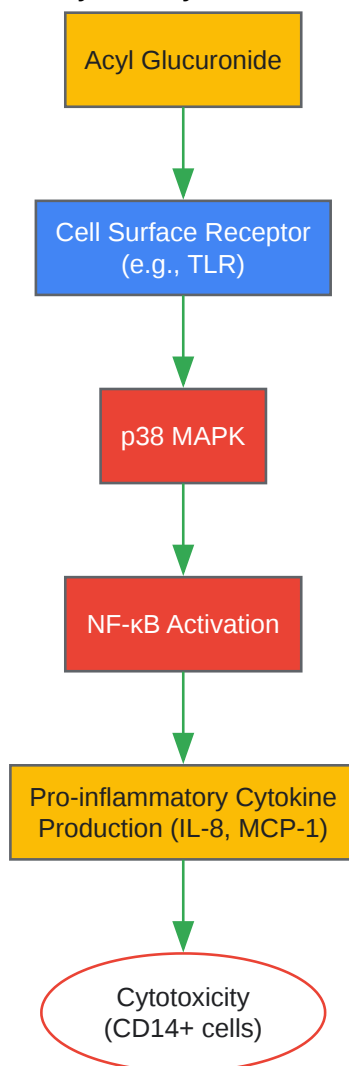 Acyl Glucuronide
Cell Surface Receptor
(e.g., TLR)
p38 MAPK
NF-κB Activation
Pro-inflammatory Cytokine
Production (IL-8, MCP-1)
Cytotoxicity
(CD14+ cells)